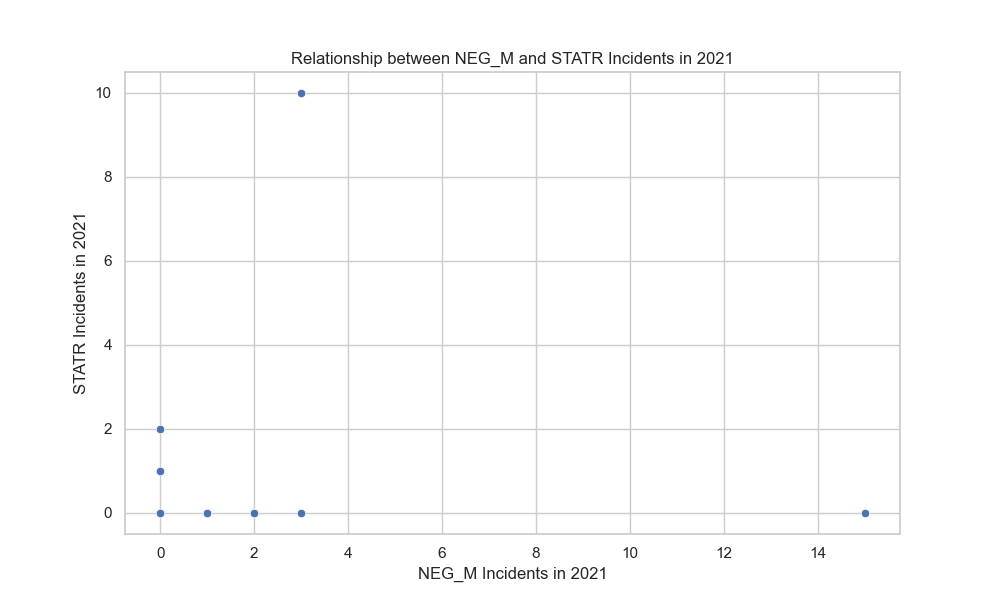 Relationship between NEG_M and STATR Incidents in 2021
10
8
6
4
2
0
STATR Incidents in 2021
0 2 4 6 8 10 12 14
NEG_M Incidents in 2021